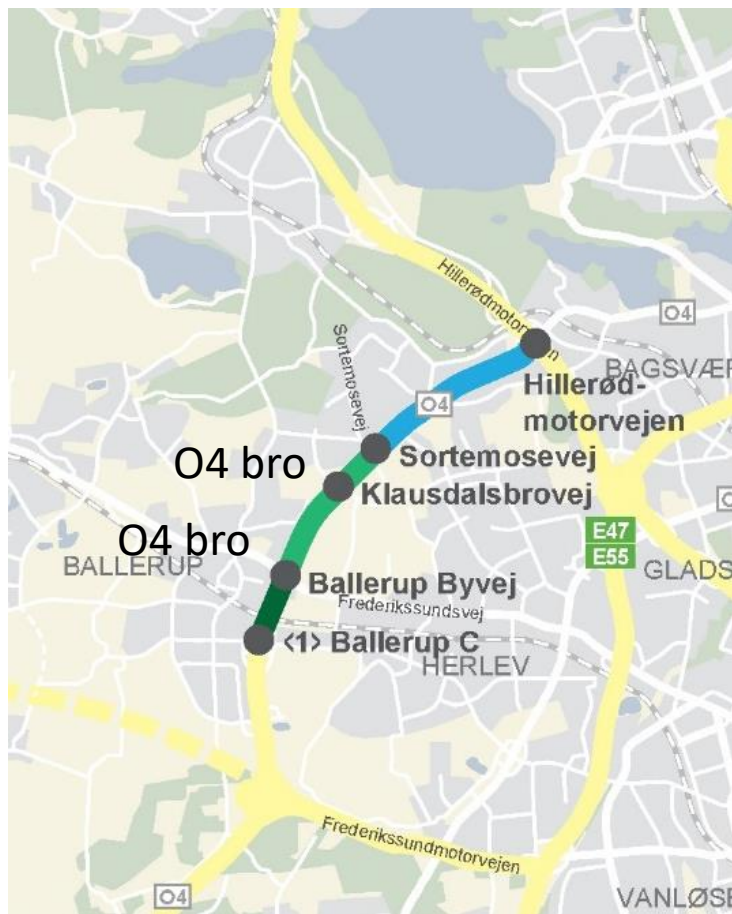 Hillerødmotorvejen
O4
BAGSVÆR
Hillerød-
motorvejen
Sortemosevej
O4
Sortemosevej
O4 bro
Klausdalsbrovej
O4 bro
E47
E55
BALLERUP
GLADS
Ballerup Byvej
Frederikssundsvej
‹1› Ballerup C
HERLEV
Frederikssundmotorvejen
O4
VANLØSE